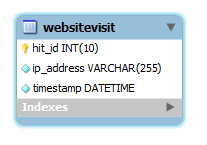 websitevisit
hit_id INT(10)
ip_address VARCHAR(255)
timestamp DATETIME
Indexes